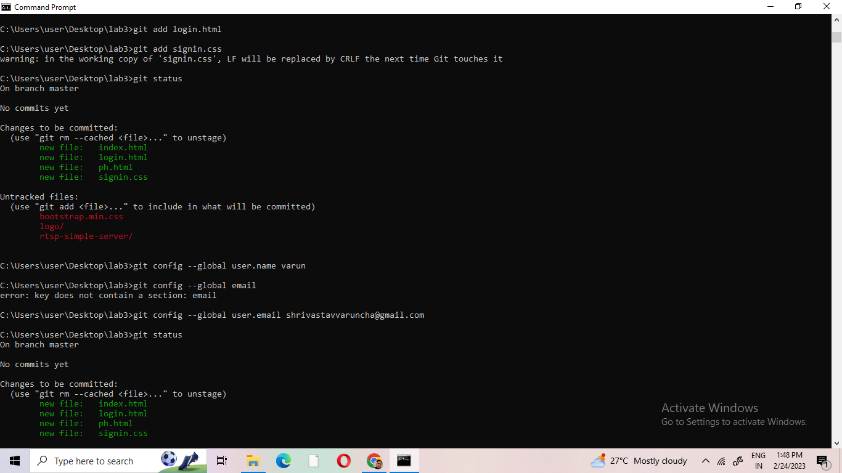 Command Prompt
C:\Users\user\Desktop\lab3>git add login.html
C:\Users\user\Desktop\lab3>git add signin.css
warning: in the working copy of 'signin.css', LF will be replaced by CRLF the next time Git touches it
C:\Users\user\Desktop\lab3>git status
On branch master
No commits yet
Changes to be committed:
  (use "git rm --cached <file>..." to unstage)
        new file:   index.html
        new file:   login.html
        new file:   ph.html
        new file:   signin.css
Untracked files:
  (use "git add <file>..." to include in what will be committed)
        bootstrap.min.css
        logo/
        rtsp-simple-server/
C:\Users\user\Desktop\lab3>git config --global user.name varun
C:\Users\user\Desktop\lab3>git config --global email
error: key does not contain a section: email
C:\Users\user\Desktop\lab3>git config --global user.email shrivastavvaruncha@gmail.com
C:\Users\user\Desktop\lab3>git status
On branch master
No commits yet
Changes to be committed:
  (use "git rm --cached <file>..." to unstage)
        new file:   index.html
        new file:   login.html
        new file:   ph.html
        new file:   signin.css
Activate Windows
Go to Settings to activate Windows.
Type here to search
27°C Mostly cloudy
ENG
IN
1:48 PM
2/24/2023
1